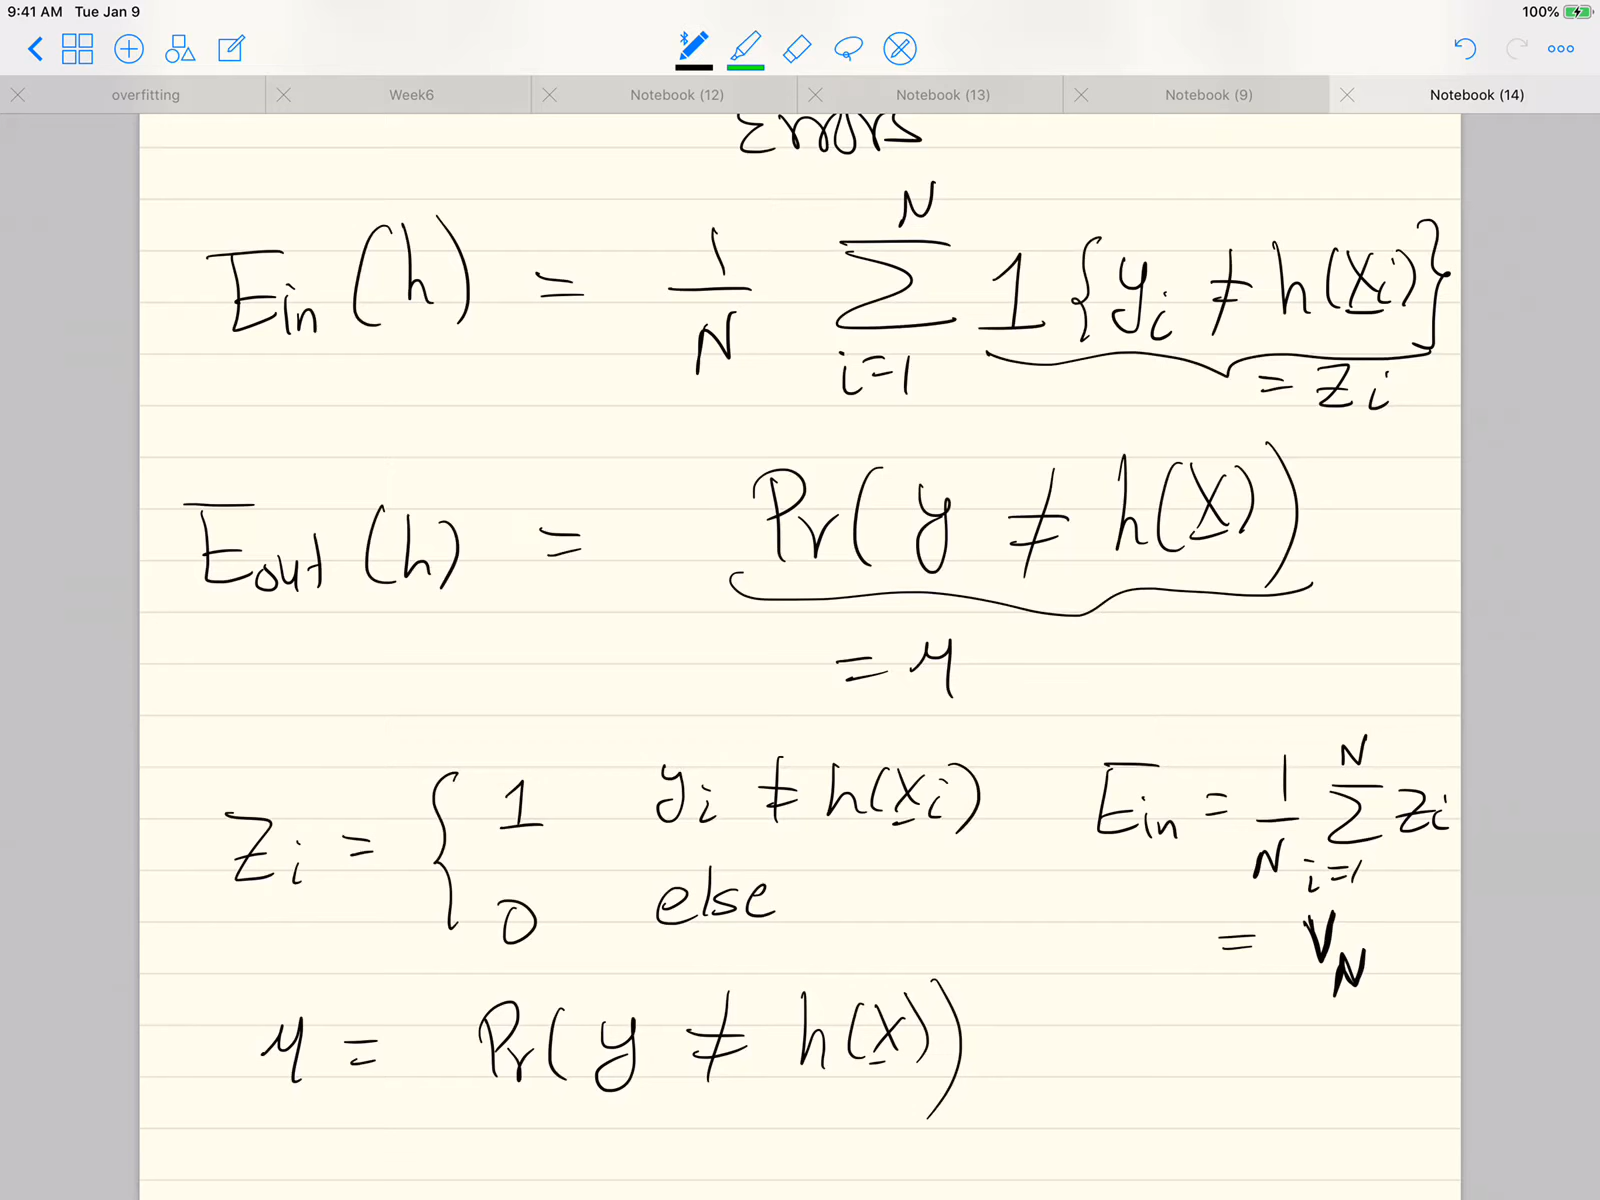 9:41 AM Tue Jan 9 100%
overfitting Week6 Notebook (12) Notebook (13) Notebook (9) Notebook (14)
Errors
E_in (h) = 1/N ∑_{i=1}^{N} 1 {y_i ≠ h(x_i)}
= z_i
E_out (h) = Pr( y ≠ h(x) )
= μ
z_i = { 1 y_i ≠ h(x_i) E_in = 1/N ∑_{i=1}^{N} z_i
0 else
= V_N
μ = Pr( y ≠ h(x) )